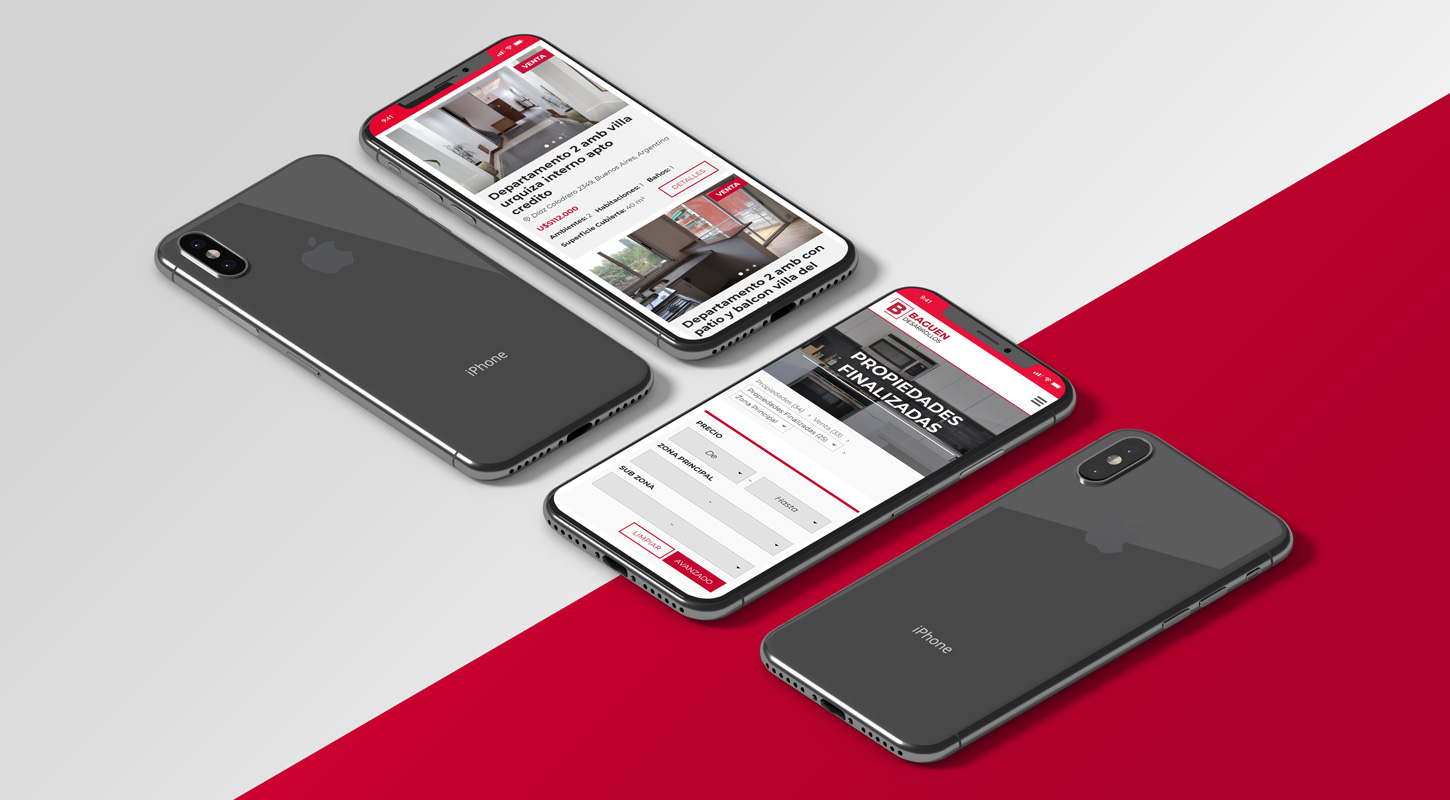 9:41
VENTA
Departamento 2 amb villa
urquiza interno apto
credito
Diaz Colodrero 2349, Buenos Aires, Argentina
U$S112.000
Ambientes: 2 Habitaciones: 1 Baños: 1
Superficie Cubierta: 40 m²
DETALLES
VENTA
Departamento 2 amb con
patio y balcon villa del
iPhone
9:41
B BAGUEN
DESARROLLOS
PROPIEDADES
FINALIZADAS
Propiedades (34) › Venta (33) ›
Propiedades Finalizadas (25) ›
Zona Principal
PRECIO
De - Hasta
ZONA PRINCIPAL
-
SUB ZONA
-
LIMPIAR AVANZADO
iPhone